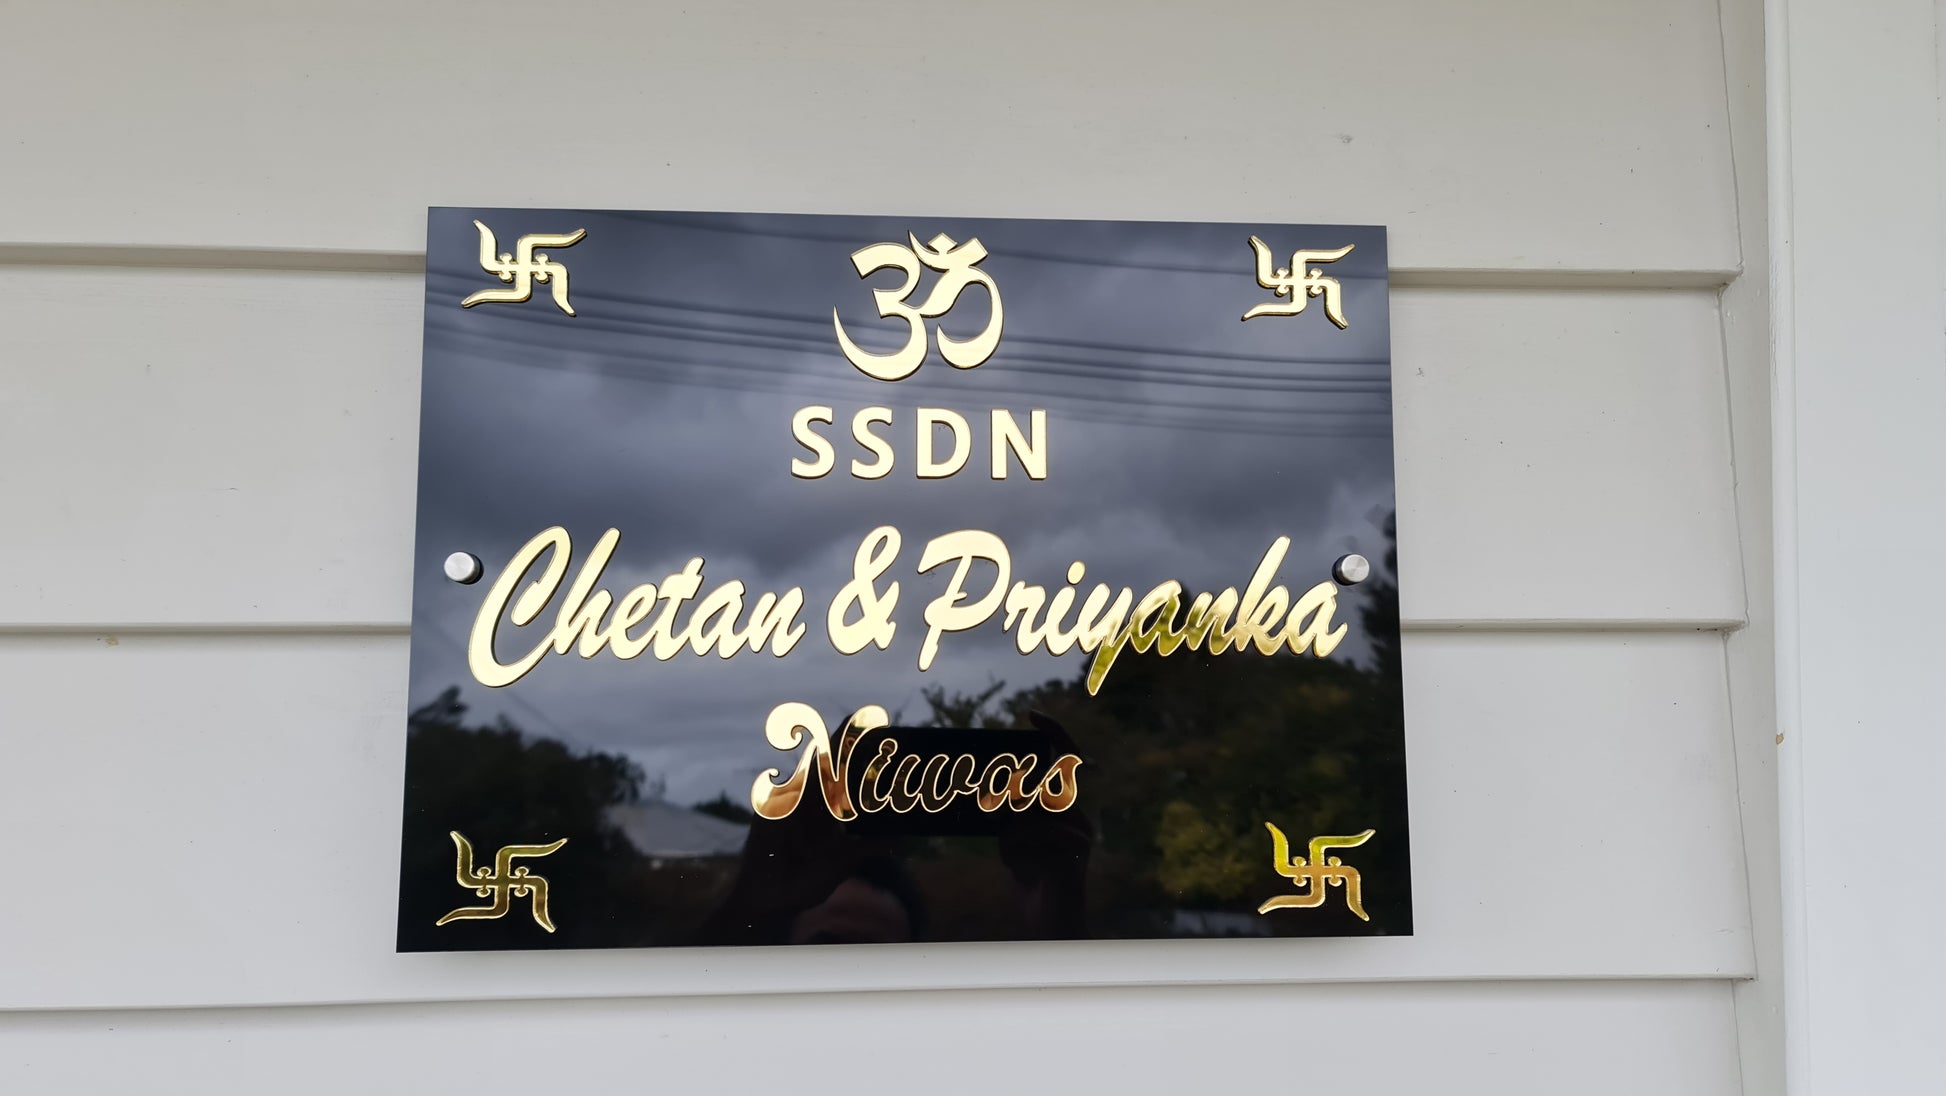 ॐ
SSDN
Chetan & Priyanka
Niwas